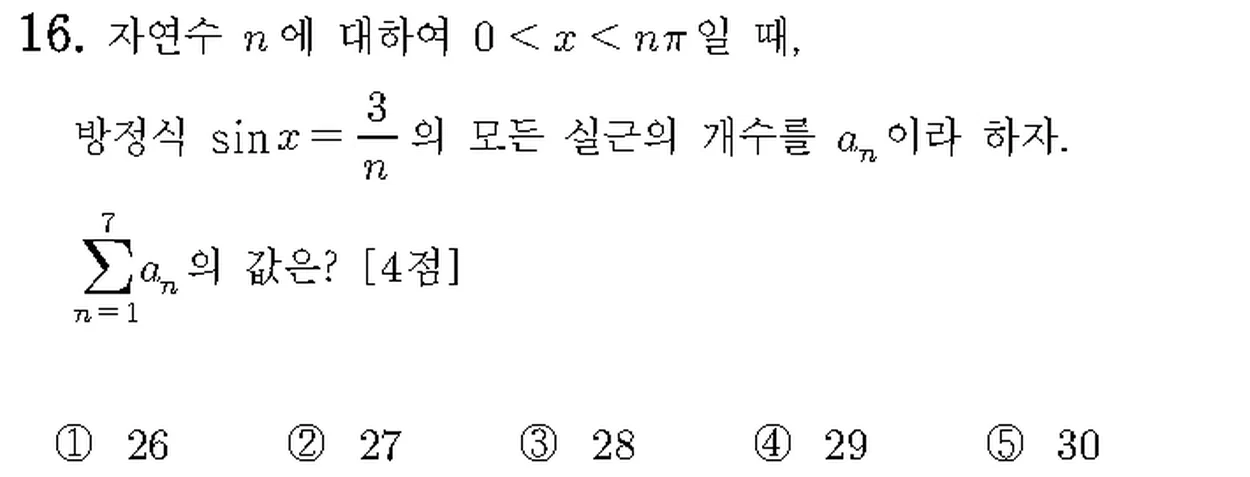 16. 자연수 n에 대하여 0 < x < nπ일 때,
방정식 sin x = 3/n 의 모든 실근의 개수를 aₙ이라 하자.
∑_{n=1}^{7} aₙ의 값은? [4점]
① 26 ② 27 ③ 28 ④ 29 ⑤ 30